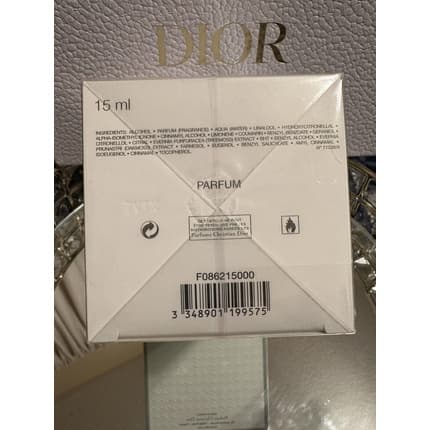 DIOR
15 ml
INGREDIENTS: ALCOHOL • PARFUM (FRAGRANCE) • AQUA (WATER) • LINALOOL • HYDROXYCITRONELLAL •
ALPHA-ISOMETHYL IONONE • CINNAMYL ALCOHOL • LIMONENE • COUMARIN • BENZYL BENZOATE • GERANIOL •
CITRONELLOL • CITRAL • EVERNIA FURFURACEA (TREEMOSS) EXTRACT • BHT • BENZYL ALCOHOL • EVERNIA
PRUNASTRI (OAKMOSS) EXTRACT • FARNESOL • EUGENOL • BENZYL SALICYLATE • AMYL CINNAMAL •
ISOEUGENOL • CINNAMAL • TOCOPHEROL.
PARFUM
Parfums Christian Dior
F086215000
3 348901 199575